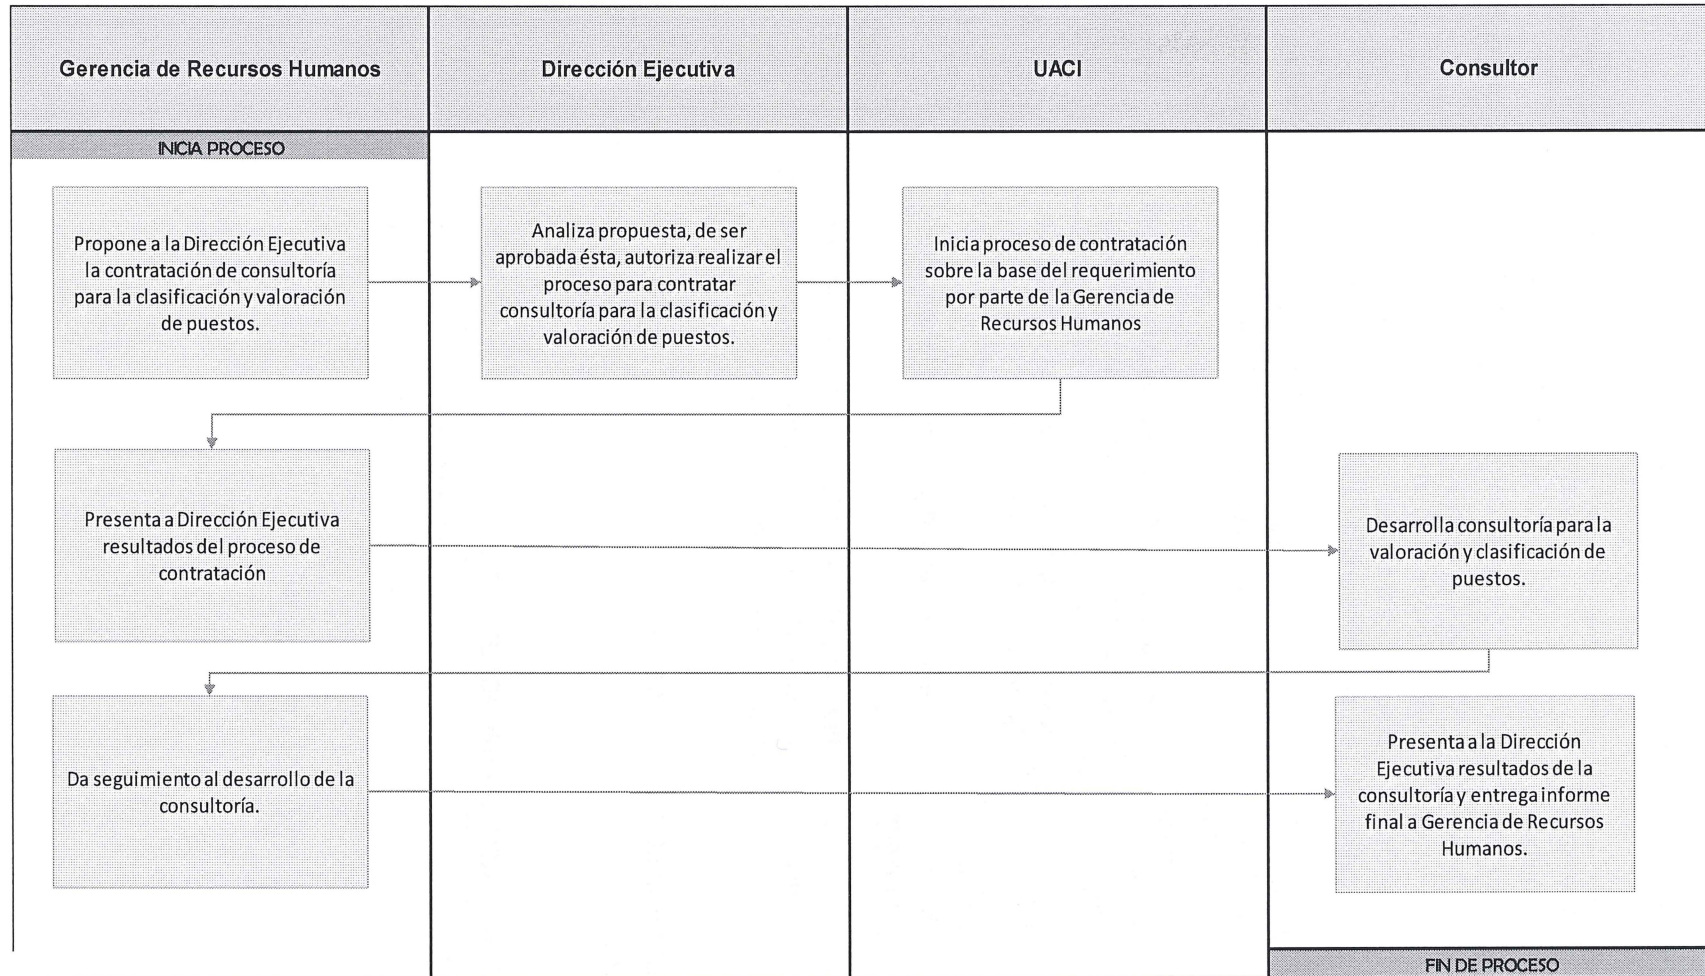 Gerencia de Recursos Humanos
Dirección Ejecutiva
UACI
Consultor
INICIA PROCESO
Propone a la Dirección Ejecutiva
la contratación de consultoría
para la clasificación y valoración
de puestos.
Analiza propuesta, de ser
aprobada ésta, autoriza realizar el
proceso para contratar
consultoría para la clasificación y
valoración de puestos.
Inicia proceso de contratación
sobre la base del requerimiento
por parte de la Gerencia de
Recursos Humanos
Presenta a Dirección Ejecutiva
resultados del proceso de
contratación
Desarrolla consultoría para la
valoración y clasificación de
puestos.
Da seguimiento al desarrollo de la
consultoría.
Presenta a la Dirección
Ejecutiva resultados de la
consultoría y entrega informe
final a Gerencia de Recursos
Humanos.
FIN DE PROCESO